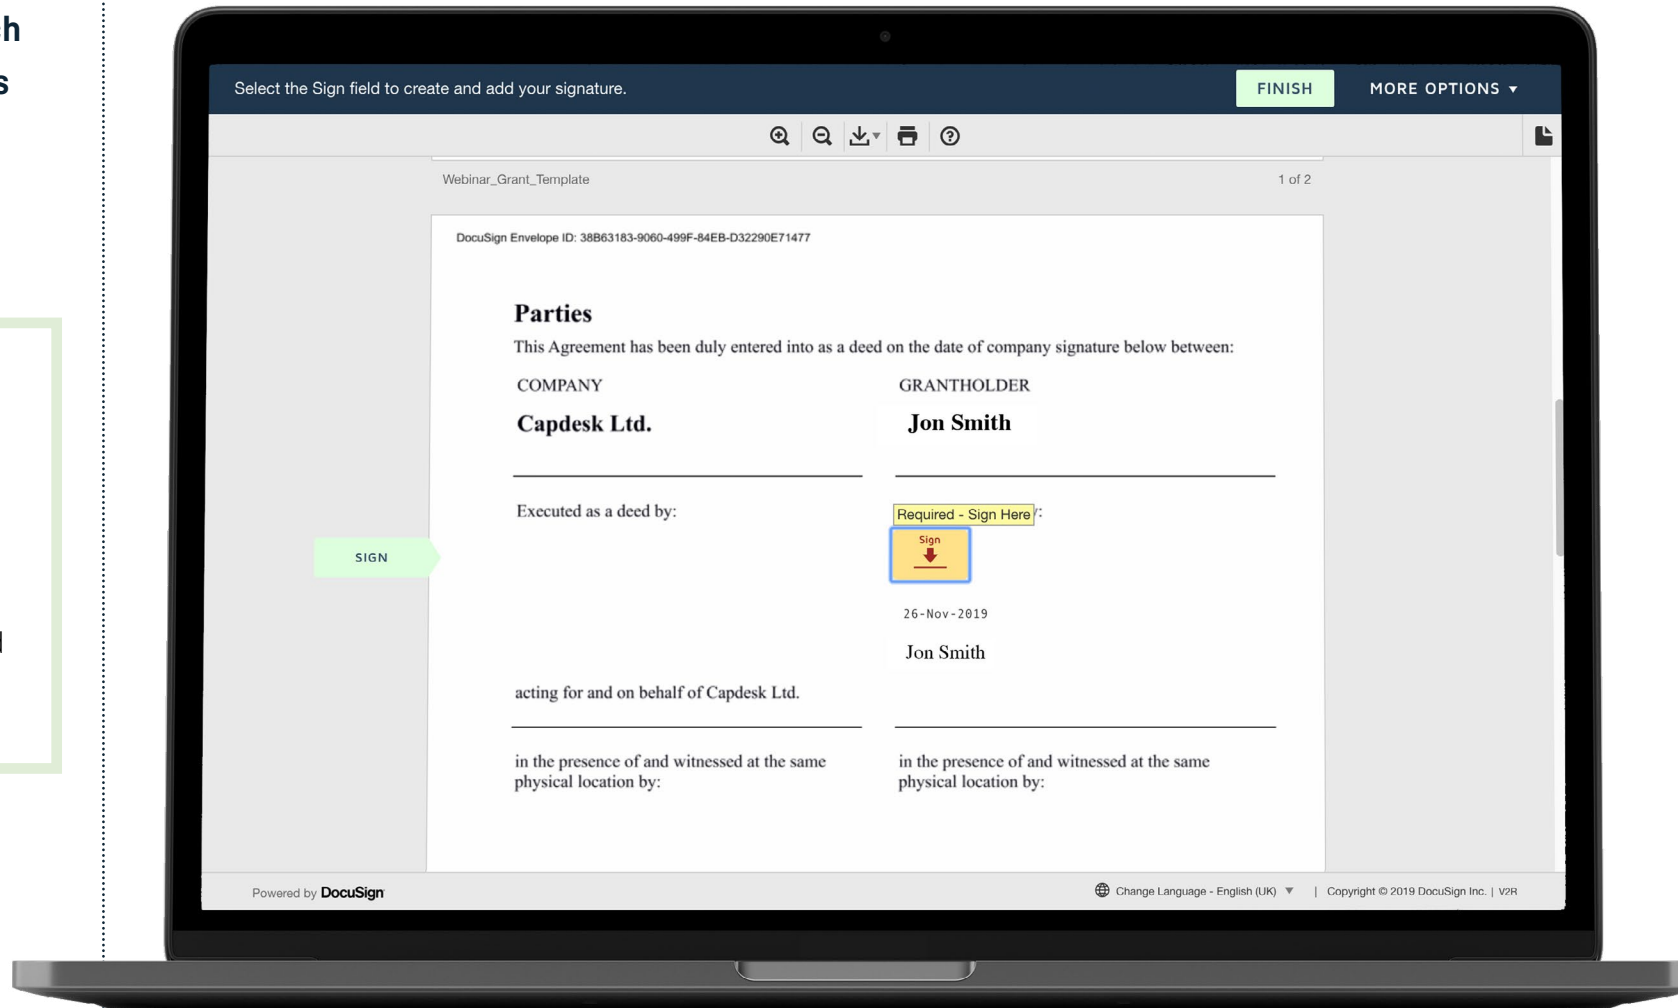 Select the Sign field to create and add your signature.
FINISH
MORE OPTIONS
Webinar_Grant_Template
1 of 2
DocuSign Envelope ID: 38B63183-9060-499F-84EB-D32290E71477
Parties
This Agreement has been duly entered into as a deed on the date of company signature below between:
COMPANY
GRANTHOLDER
Capdesk Ltd.
Jon Smith
Executed as a deed by:
Required - Sign Here
SIGN
Sign
26-Nov-2019
Jon Smith
acting for and on behalf of Capdesk Ltd.
in the presence of and witnessed at the same
physical location by:
in the presence of and witnessed at the same
physical location by:
Powered by DocuSign
Change Language - English (UK)
| Copyright © 2019 DocuSign Inc. | V2R